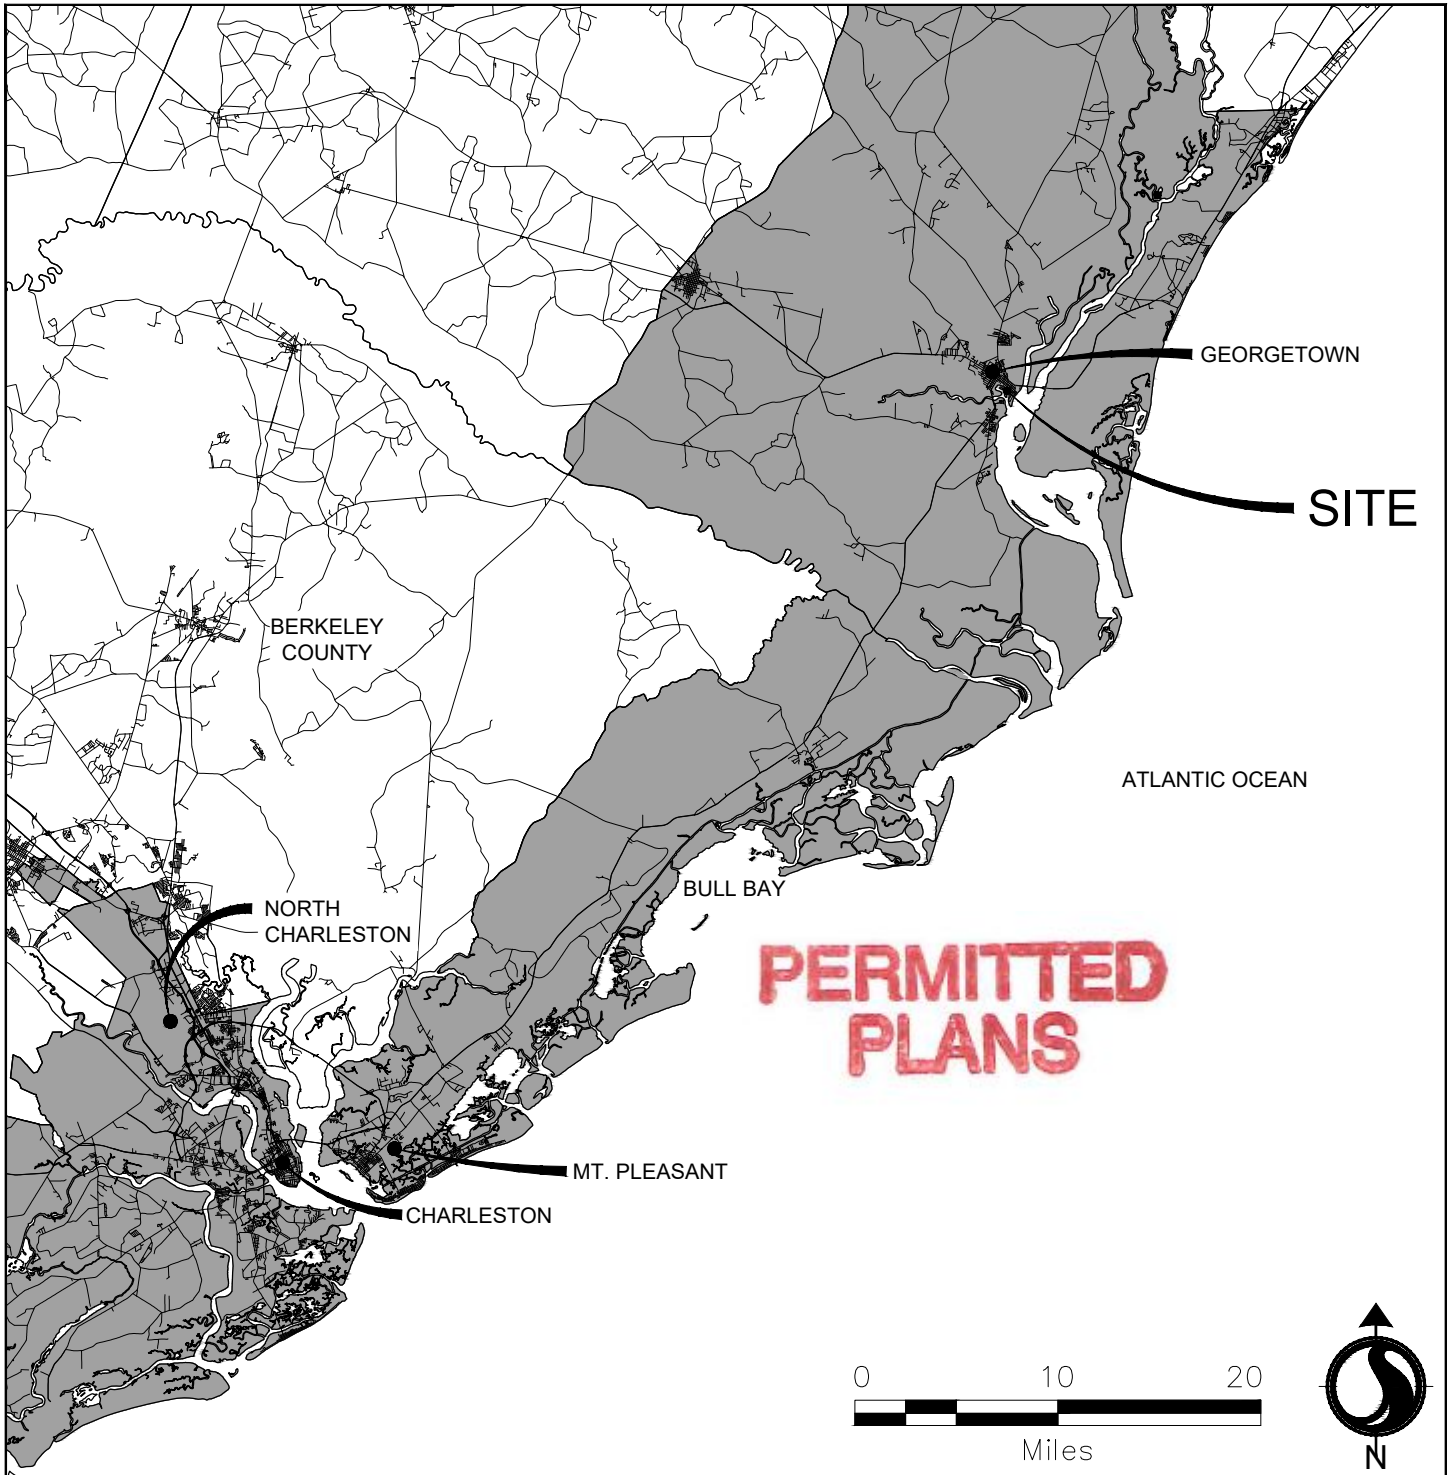 GEORGETOWN
SITE
BERKELEY
COUNTY
ATLANTIC OCEAN
BULL BAY
NORTH
CHARLESTON
PERMITTED
PLANS
MT. PLEASANT
CHARLESTON
0 10 20
Miles
N